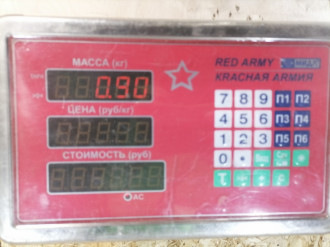 МАССА (кг)
0.90
ЦЕНА (руб/кг)
СТОИМОСТЬ (руб)
AC
RED ARMY
КРАСНАЯ АРМИЯ
7 8 9 П1 П2
4 5 6 П3 П4
1 2 3 П5 П6
0